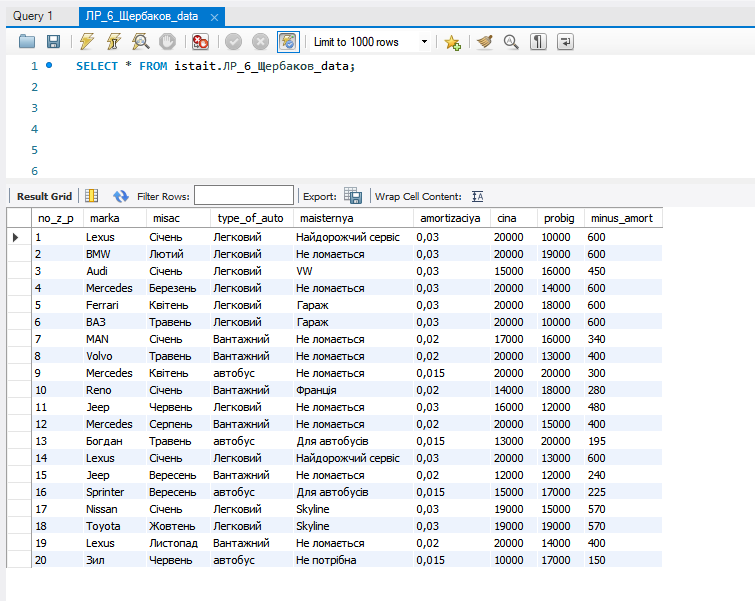 Query 1 ЛР_6_Щербаков_data
Limit to 1000 rows
1 SELECT * FROM istait.ЛР_6_Щербаков_data;
2
3
4
5
6
Result Grid Filter Rows: Export: Wrap Cell Content:
no_z_p marka misac type_of_auto maisternya amortizaciya cina probig minus_amort
1 Lexus Січень Легковий Найдорожчий сервіс 0,03 20000 10000 600
2 BMW Лютий Легковий Не ломається 0,03 20000 19000 600
3 Audi Січень Легковий VW 0,03 15000 16000 450
4 Mercedes Березень Легковий Не ломається 0,03 20000 14000 600
5 Ferrari Квітень Легковий Гараж 0,03 20000 18000 600
6 ВАЗ Травень Легковий Гараж 0,03 20000 10000 600
7 MAN Січень Вантажний Не ломається 0,02 17000 16000 340
8 Volvo Травень Вантажний Не ломається 0,02 20000 13000 400
9 Mercedes Квітень автобус Не ломається 0,015 20000 20000 300
10 Reno Січень Вантажний Франція 0,02 14000 18000 280
11 Jeep Червень Легковий Не ломається 0,03 16000 12000 480
12 Mercedes Серпень Вантажний Не ломається 0,02 20000 15000 400
13 Богдан Травень автобус Для автобусів 0,015 13000 20000 195
14 Lexus Січень Легковий Найдорожчий сервіс 0,03 20000 13000 600
15 Jeep Вересень Вантажний Не ломається 0,02 12000 12000 240
16 Sprinter Вересень автобус Для автобусів 0,015 15000 17000 225
17 Nissan Січень Легковий Skyline 0,03 19000 15000 570
18 Toyota Жовтень Легковий Skyline 0,03 19000 19000 570
19 Lexus Листопад Вантажний Не ломається 0,02 20000 14000 400
20 Зил Червень автобус Не потрібна 0,015 10000 17000 150